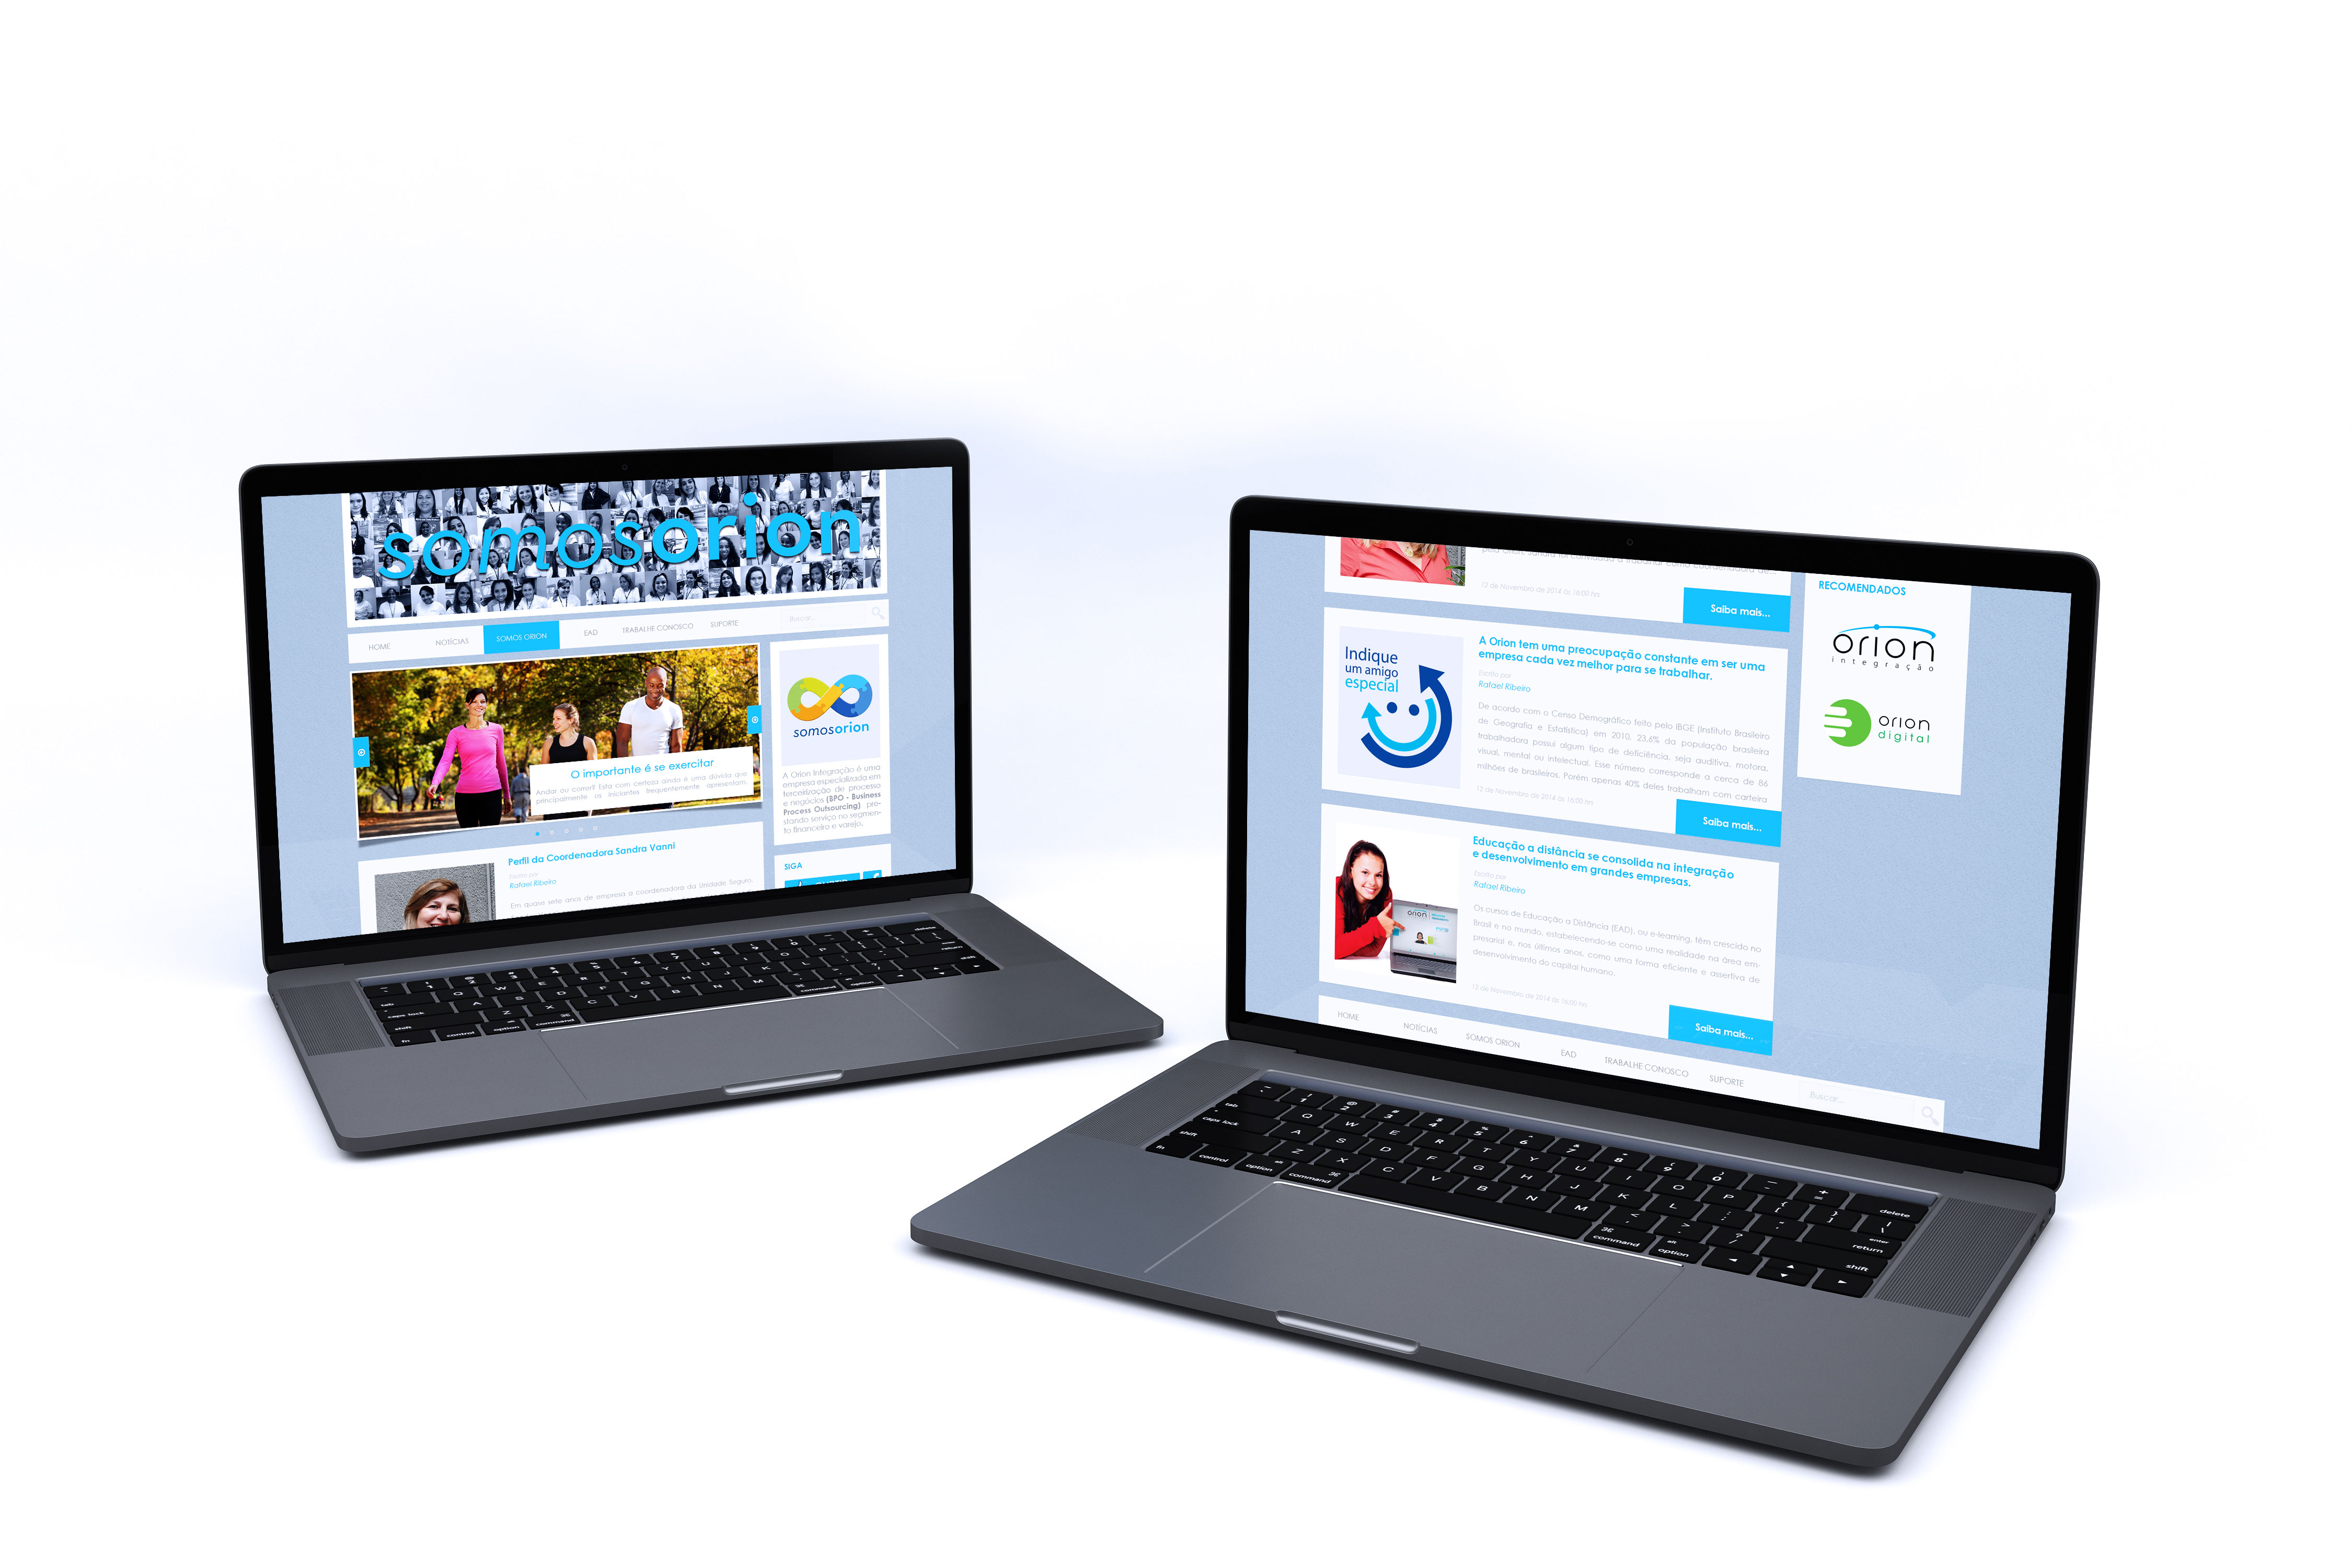 somosorion
HOME NOTÍCIAS SOMOS ORION EAD TRABALHE CONOSCO SUPORTE Buscar...
O importante é se exercitar
Andar ou correr? Esta com certeza ainda é uma dúvida que
principalmente os iniciantes frequentemente apresentam.
somosorion
A Orion Integração é uma
empresa especializada em
terceirização de processo
e negócios (BPO - Business
Process Outsourcing) pre-
stando serviço no segmen-
to financeiro e varejo.
SIGA
Perfil da Coordenadora Sandra Vanni
Escrito por
Rafael Ribeiro
Em quase sete anos de empresa a coordenadora da Unidade Seguro,
12 de Novembro de 2014 às 16:00 hrs
Saiba mais...
RECOMENDADOS
orion
integração
orion
digital
Indique
um amigo
especial
A Orion tem uma preocupação constante em ser uma
empresa cada vez melhor para se trabalhar.
Escrito por
Rafael Ribeiro
De acordo com o Censo Demográfico feito pelo IBGE (Instituto Brasileiro
de Geografia e Estatística) em 2010, 23,6% da população brasileira
trabalhadora possui algum tipo de deficiência, seja auditiva, motora,
visual, mental ou intelectual. Esse número corresponde a cerca de 86
milhões de brasileiros. Porém apenas 40% deles trabalham com carteira
12 de Novembro de 2014 às 16:00 hrs
Saiba mais...
Educação a distância se consolida na integração
e desenvolvimento em grandes empresas.
Escrito por
Rafael Ribeiro
Os cursos de Educação a Distância (EAD), ou e-learning, têm crescido no
Brasil e no mundo, estabelecendo-se como uma realidade na área em-
presarial e, nos últimos anos, como uma forma eficiente e assertiva de
desenvolvimento do capital humano.
12 de Novembro de 2014 às 16:00 hrs
Saiba mais...
HOME NOTÍCIAS SOMOS ORION EAD TRABALHE CONOSCO SUPORTE Buscar...